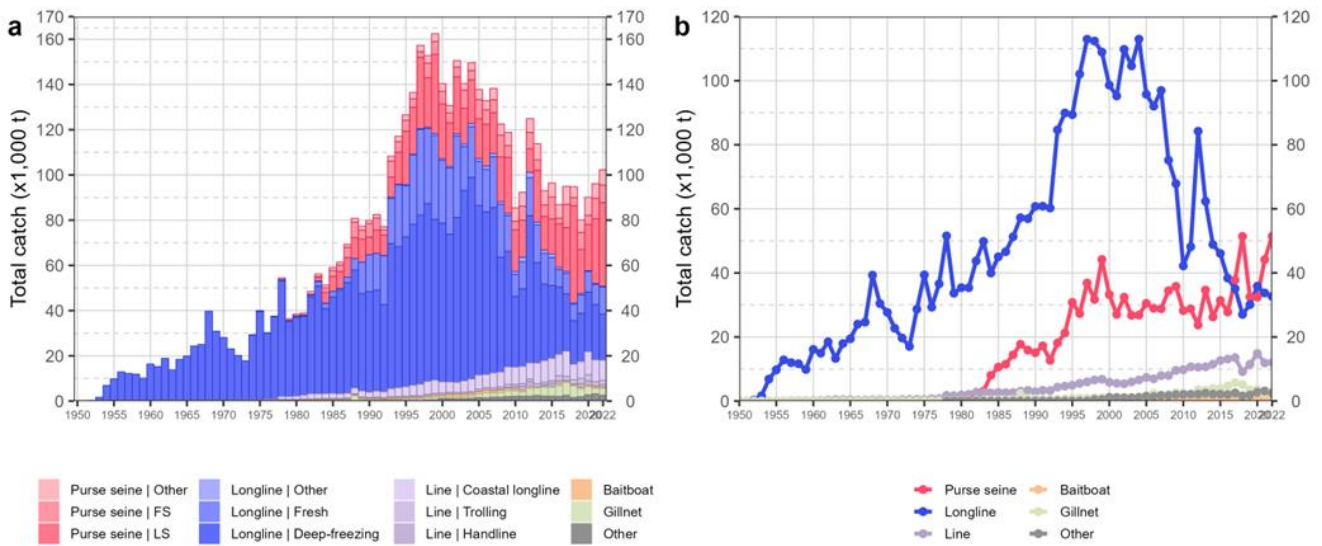 a
b
Total catch (x1,000 t)
170
160
140
120
100
80
60
40
20
0
170
160
140
120
100
80
60
40
20
0
1950 1955 1960 1965 1970 1975 1980 1985 1990 1995 2000 2005 2010 2015 2020 2022
Total catch (x1,000 t)
120
100
80
60
40
20
0
120
100
80
60
40
20
0
1950 1955 1960 1965 1970 1975 1980 1985 1990 1995 2000 2005 2010 2015 2020 2022
Purse seine | Other
Purse seine | FS
Purse seine | LS
Longline | Other
Longline | Fresh
Longline | Deep-freezing
Line | Coastal longline
Line | Trolling
Line | Handline
Baitboat
Gillnet
Other
Purse seine
Longline
Line
Baitboat
Gillnet
Other